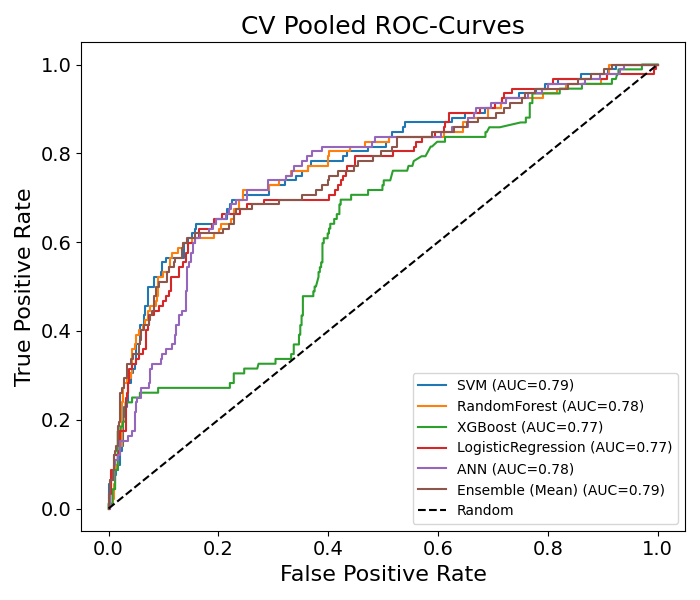 CV Pooled ROC-Curves
True Positive Rate
1.0
0.8
0.6
0.4
0.2
0.0
SVM (AUC=0.79)
RandomForest (AUC=0.78)
XGBoost (AUC=0.77)
LogisticRegression (AUC=0.77)
ANN (AUC=0.78)
Ensemble (Mean) (AUC=0.79)
Random
0.0 0.2 0.4 0.6 0.8 1.0
False Positive Rate